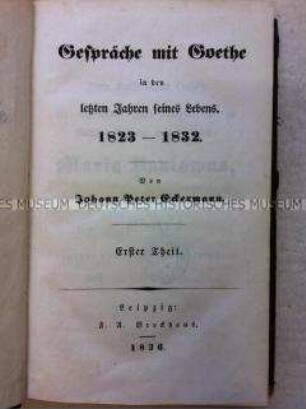 Gespräche mit Goethe
in den
letzten Jahren seines Lebens.
1823 — 1832.
Von
Johann Peter Eckermann.
Erster Theil.
Leipzig:
F. A. Brockhaus.
1836.